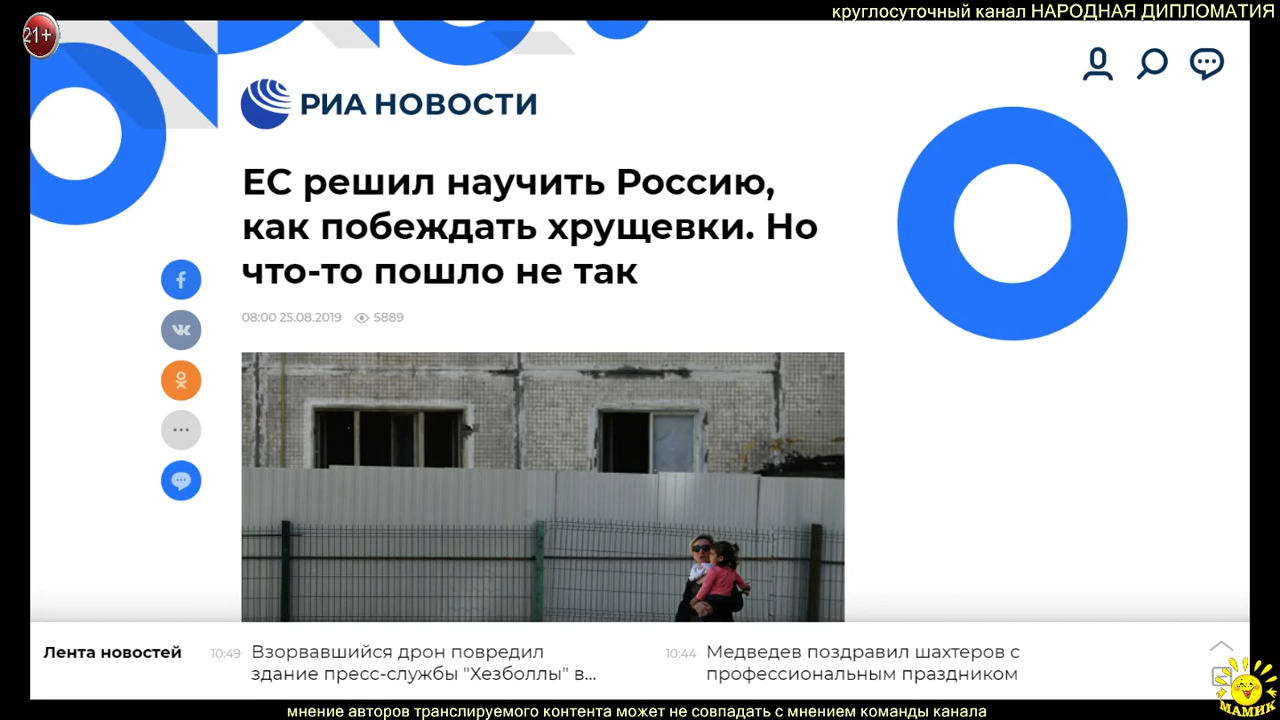 круглосуточный канал НАРОДНАЯ ДИПЛОМАТИЯ
21+
РИА НОВОСТИ
ЕС решил научить Россию,
как побеждать хрущевки. Но
что-то пошло не так
08:00 25.08.2019 5889
Лента новостей
10:49 Взорвавшийся дрон повредил
здание пресс-службы "Хезболлы" в...
10:44 Медведев поздравил шахтеров с
профессиональным праздником
МАМИК
мнение авторов транслируемого контента может не совпадать с мнением команды канала